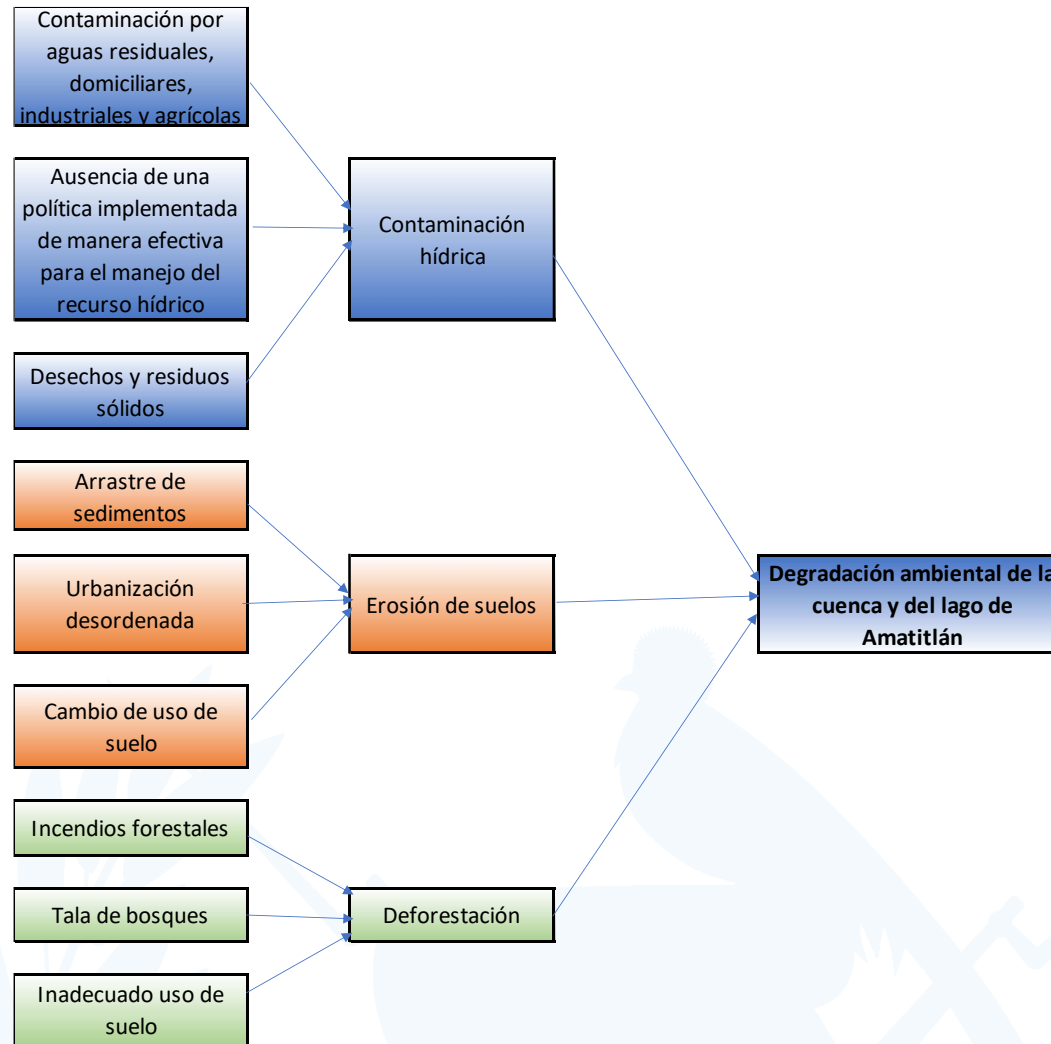 Contaminación por
aguas residuales,
domiciliares,
industriales y agrícolas
Ausencia de una
política implementada
de manera efectiva
para el manejo del
recurso hídrico
Desechos y residuos
sólidos
Contaminación
hídrica
Arrastre de
sedimentos
Urbanización
desordenada
Cambio de uso de
suelo
Erosión de suelos
Incendios forestales
Tala de bosques
Inadecuado uso de
suelo
Deforestación
Degradación ambiental de la
cuenca y del lago de
Amatitlán